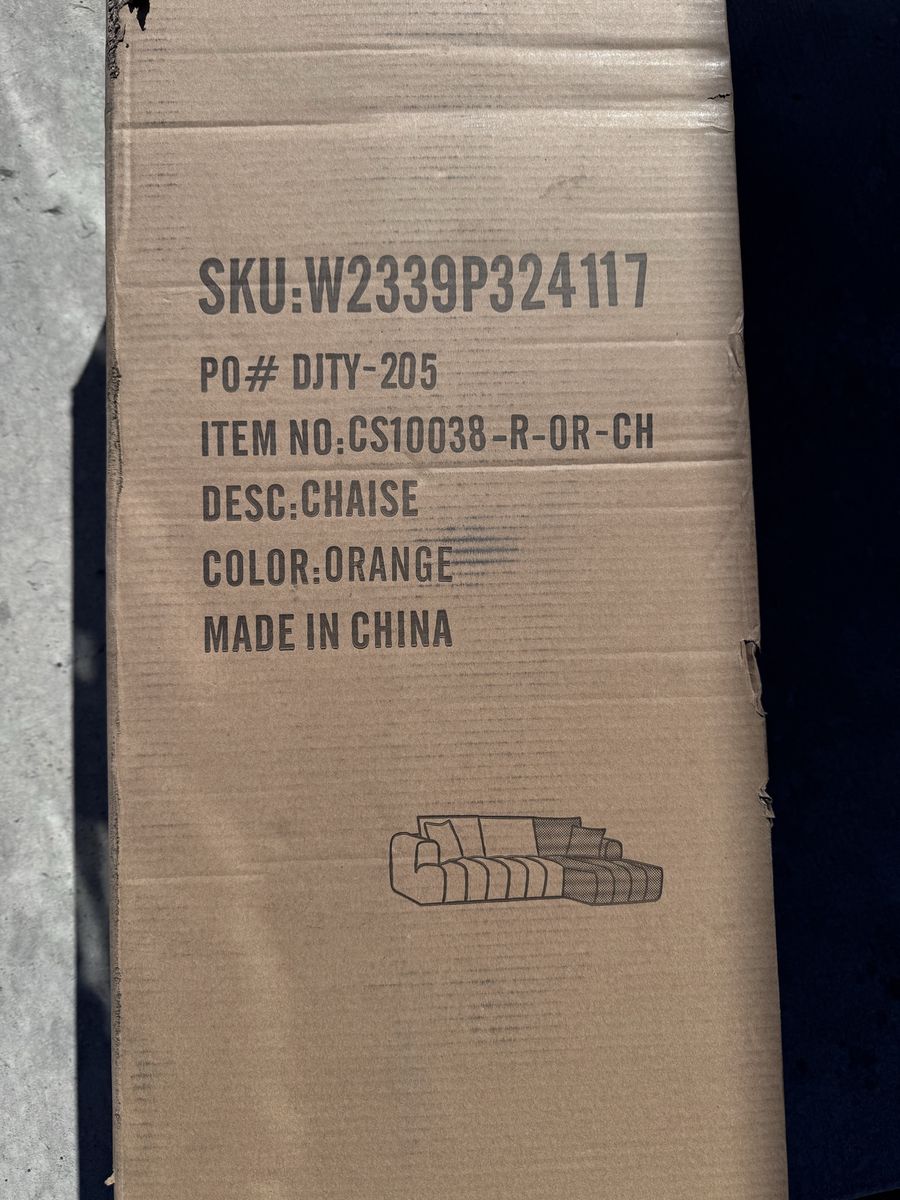 SKU:W2339P324117
PO# DJTY-205
ITEM NO:CS10038-R-OR-CH
DESC:CHAISE
COLOR:ORANGE
MADE IN CHINA